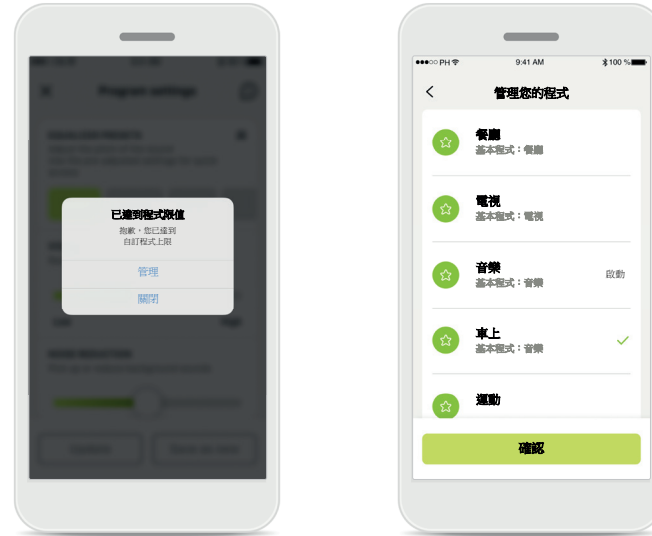 Program settings
已達到程式限值
抱歉，您已達到
自訂程式上限
管理
關閉
PH
9:41 AM
100 %
管理您的程式
餐廳
基本程式：餐廳
電視
基本程式：電視
音樂
基本程式：音樂
啟動
車上
基本程式：音樂
運動
確認